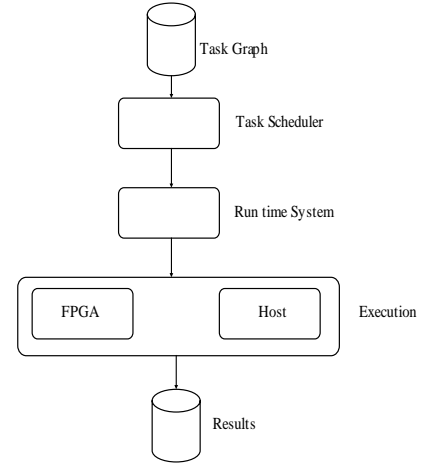 Task Graph
Task Scheduler
Run time System
FPGA
Host
Execution
Results